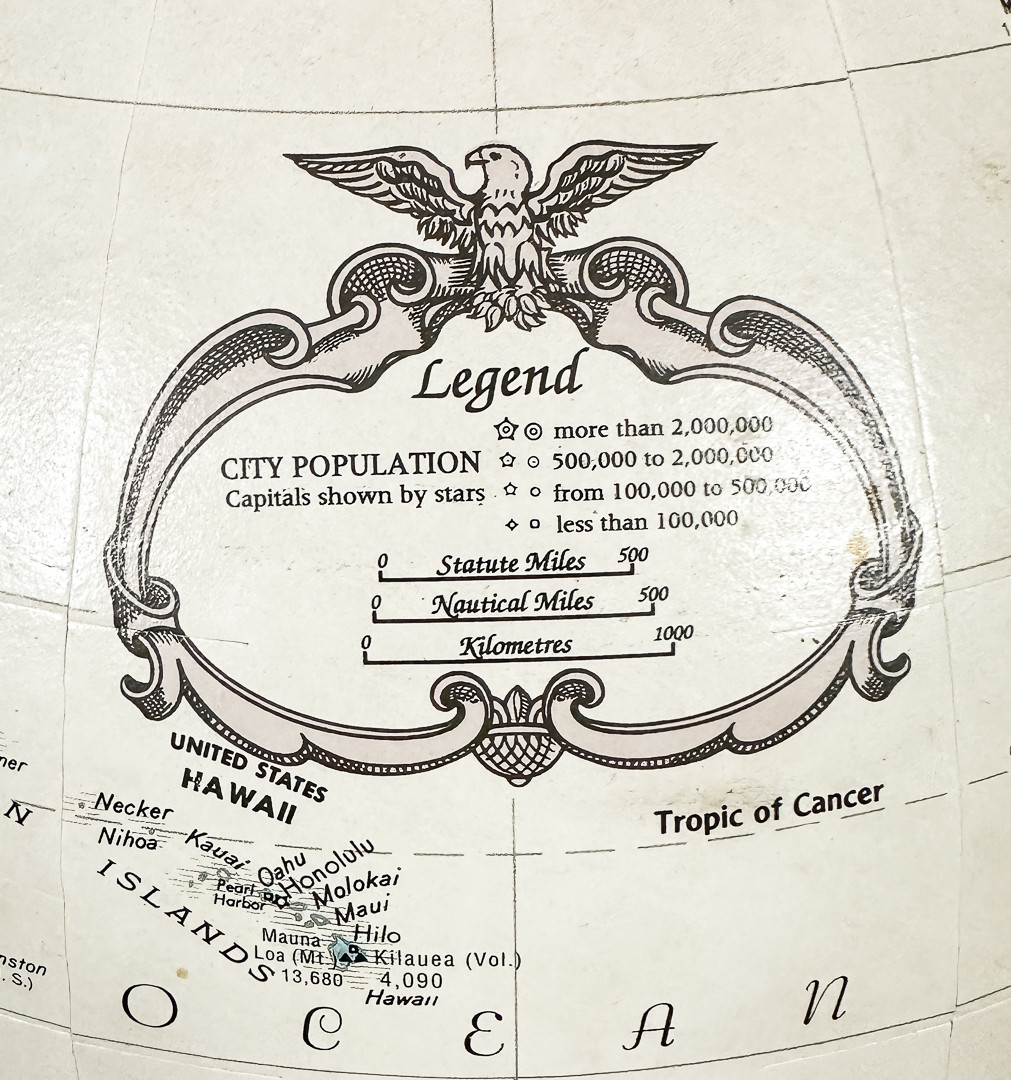 Legend
more than 2,000,000
CITY POPULATION 500,000 to 2,000,000
Capitals shown by stars from 100,000 to 500,000
less than 100,000
0 Statute Miles 500
0 Nautical Miles 500
0 Kilometres 1000
UNITED STATES
HAWAII
Tropic of Cancer
Necker
Nihoa
Kauai
Oahu
Honolulu
Pearl
Harbor
Molokai
Maui
ISLANDS
Hilo
Mauna
Loa (Mt.)
13,680
Kilauea (Vol.)
4,090
Hawaii
N
OCEAN